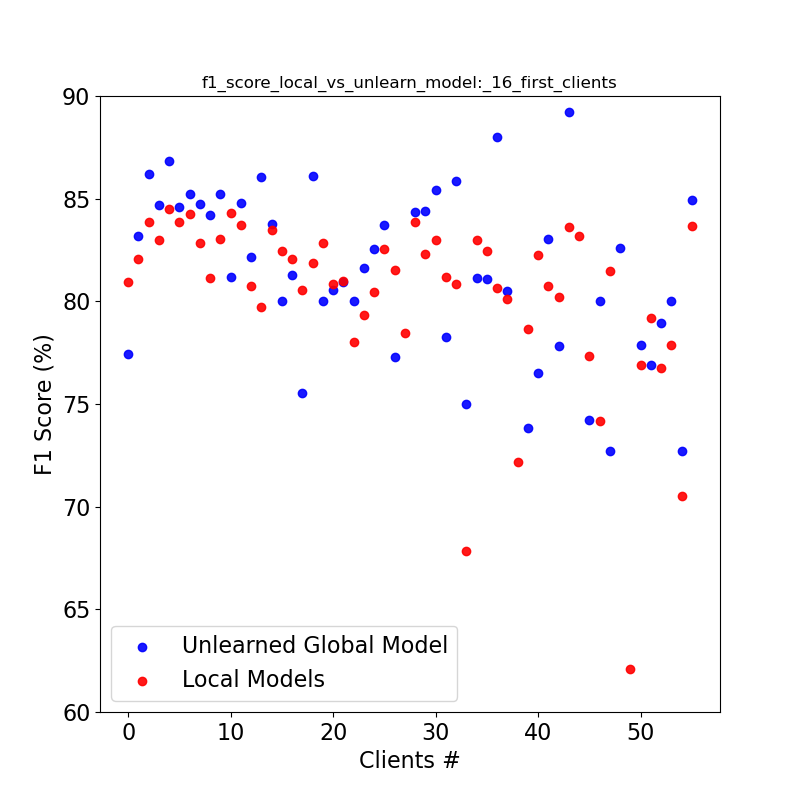 f1_score_local_vs_unlearn_model:_16_first_clients
90
85
80
75
70
65
60
F1 Score (%)
Unlearned Global Model
Local Models
0 10 20 30 40 50
Clients #